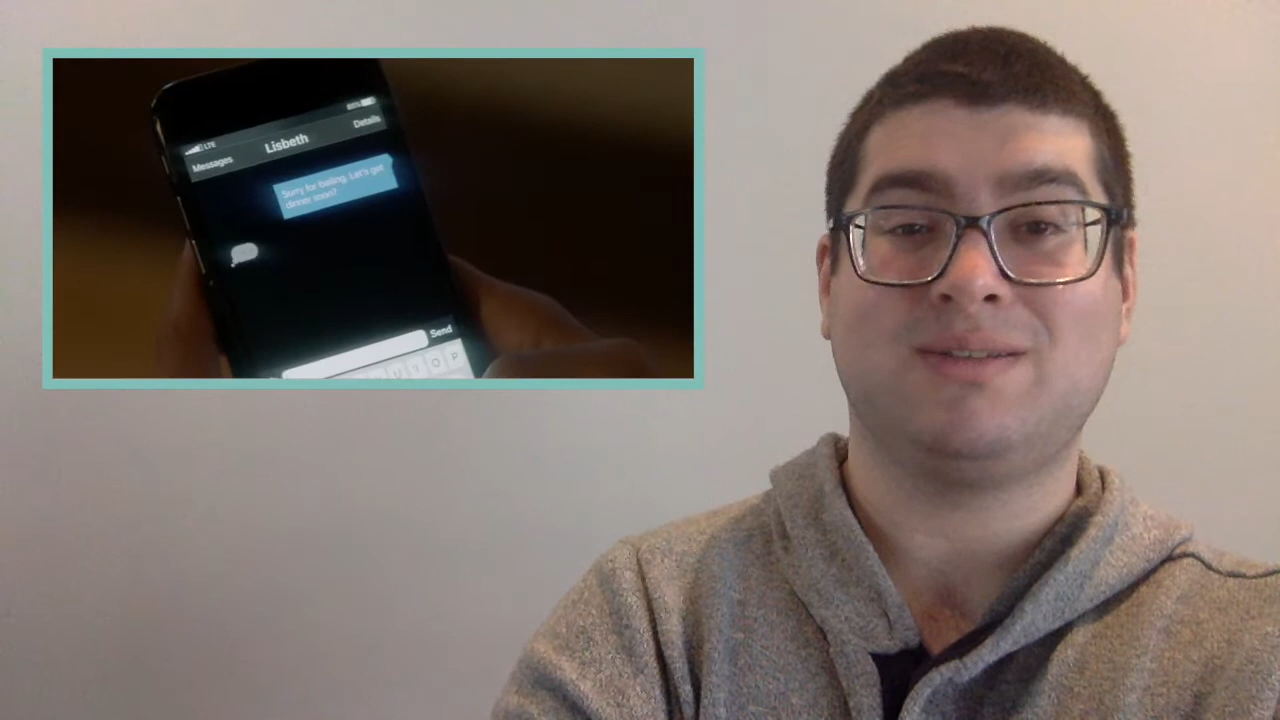 LTE
Messages
Lisbeth
Details
Sorry for bailing. Let's get
dinner soon?
Send
U I O P